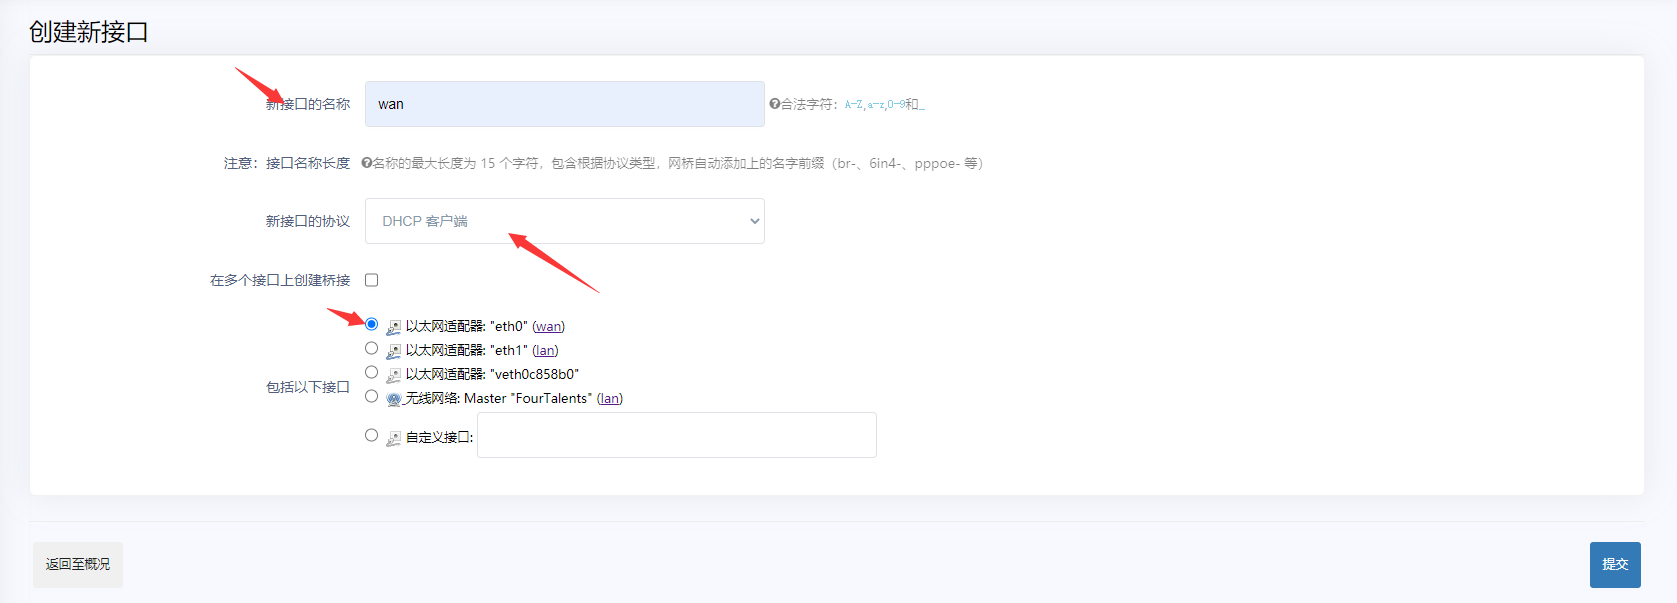 创建新接口
新接口的名称 wan 合法字符：A-Z,a-z,0-9和_
注意：接口名称长度 名称的最大长度为 15 个字符，包含根据协议类型，网桥自动添加上的名字前缀（br-、6in4-、pppoe- 等）
新接口的协议 DHCP 客户端
在多个接口上创建桥接
以太网适配器: "eth0" (wan)
以太网适配器: "eth1" (lan)
以太网适配器: "veth0c858b0"
包括以下接口
无线网络: Master "FourTalents" (lan)
自定义接口:
返回至概况 提交